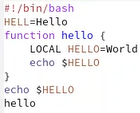 #!/bin/bash
HELL=Hello
function hello {
    LOCAL HELLO=World
    echo $HELLO
}
echo $HELLO
hello